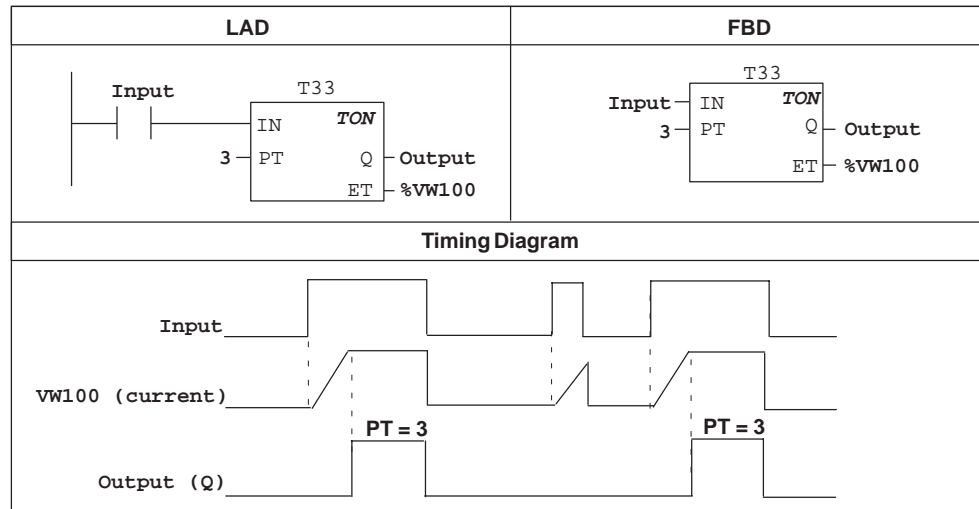 LAD
FBD
Input
T33
IN TON
3 PT Q Output
ET %VW100
T33
Input IN TON
3 PT Q Output
ET %VW100
Timing Diagram
Input
VW100 (current)
PT = 3 PT = 3
Output (Q)